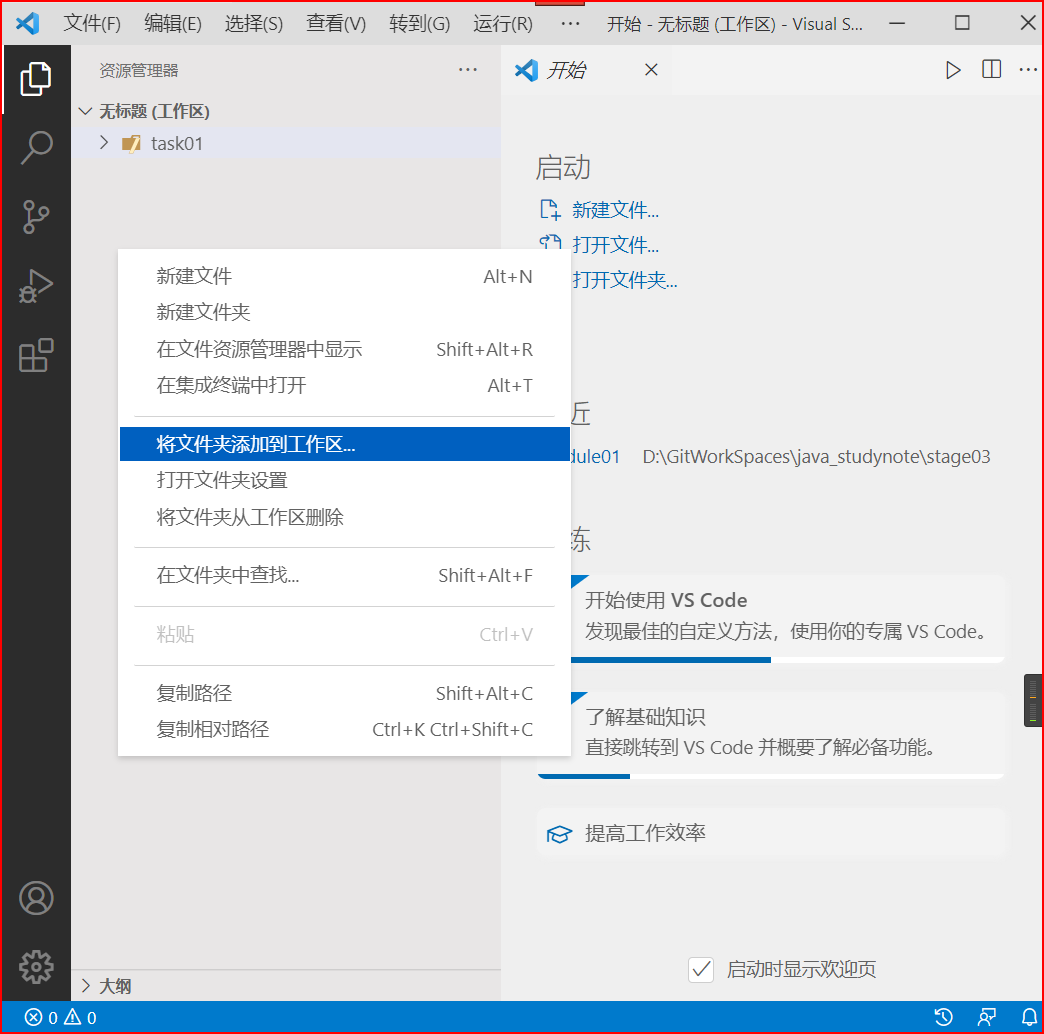 文件(F) 编辑(E) 选择(S) 查看(V) 转到(G) 运行(R) ··· 开始 - 无标题 (工作区) - Visual S...
资源管理器 ···
开始
无标题 (工作区)
task01
启动
新建文件...
打开文件...
打开文件夹...
新建文件 Alt+N
新建文件夹
在文件资源管理器中显示 Shift+Alt+R
在集成终端中打开 Alt+T
将文件夹添加到工作区...
打开文件夹设置
将文件夹从工作区删除
在文件夹中查找... Shift+Alt+F
粘贴 Ctrl+V
复制路径 Shift+Alt+C
复制相对路径 Ctrl+K Ctrl+Shift+C
近
dule01 D:\GitWorkSpaces\java_studynote\stage03
练
开始使用 VS Code
发现最佳的自定义方法，使用你的专属 VS Code。
了解基础知识
直接跳转到 VS Code 并概要了解必备功能。
提高工作效率
启动时显示欢迎页
大纲
0 0